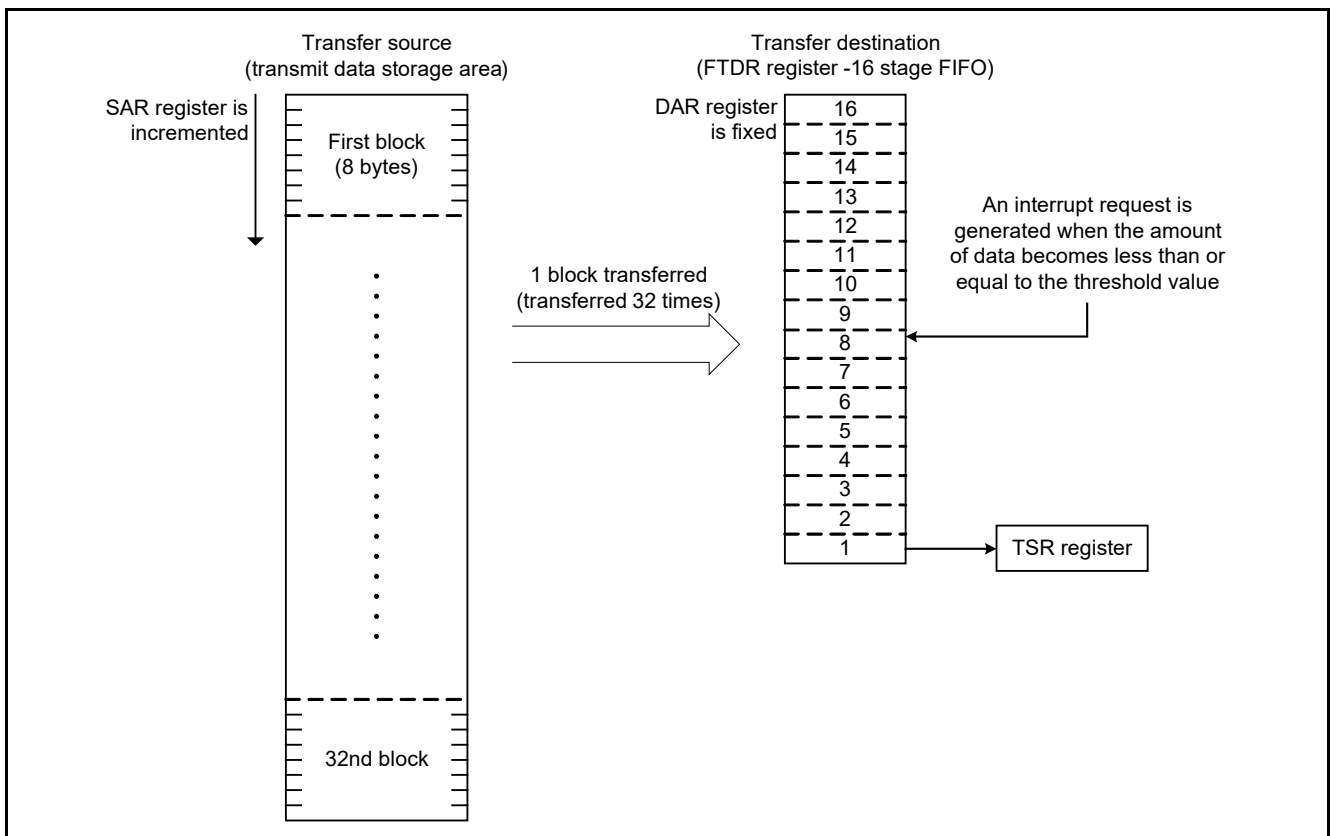 Transfer source
(transmit data storage area)
SAR register is
incremented
First block
(8 bytes)
32nd block
1 block transferred
(transferred 32 times)
Transfer destination
(FTDR register -16 stage FIFO)
DAR register
is fixed
16
15
14
13
12
11
10
9
8
7
6
5
4
3
2
1
An interrupt request is
generated when the amount
of data becomes less than or
equal to the threshold value
TSR register